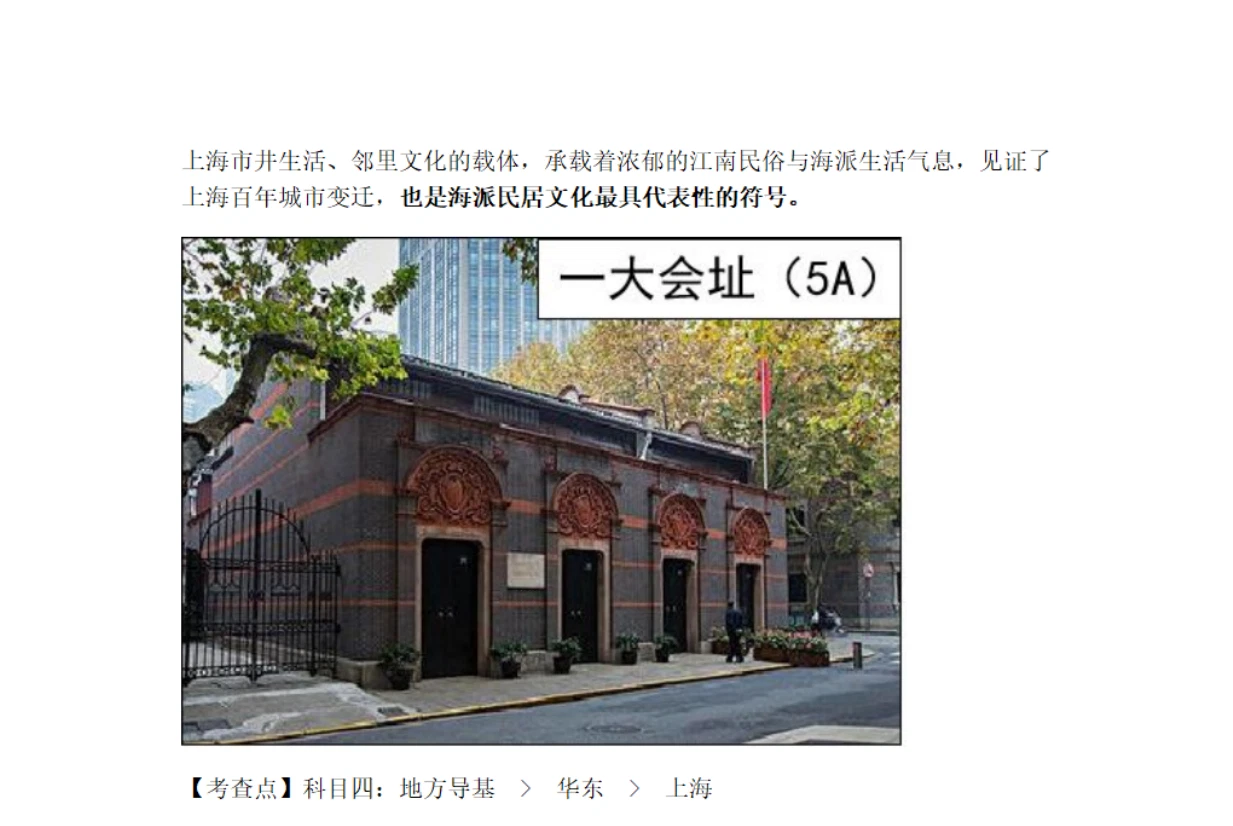 上海市井生活、邻里文化的载体，承载着浓郁的江南民俗与海派生活气息，见证了
上海百年城市变迁，也是海派民居文化最具代表性的符号。
一大会址（5A）
【考查点】科目四：地方导基 > 华东 > 上海